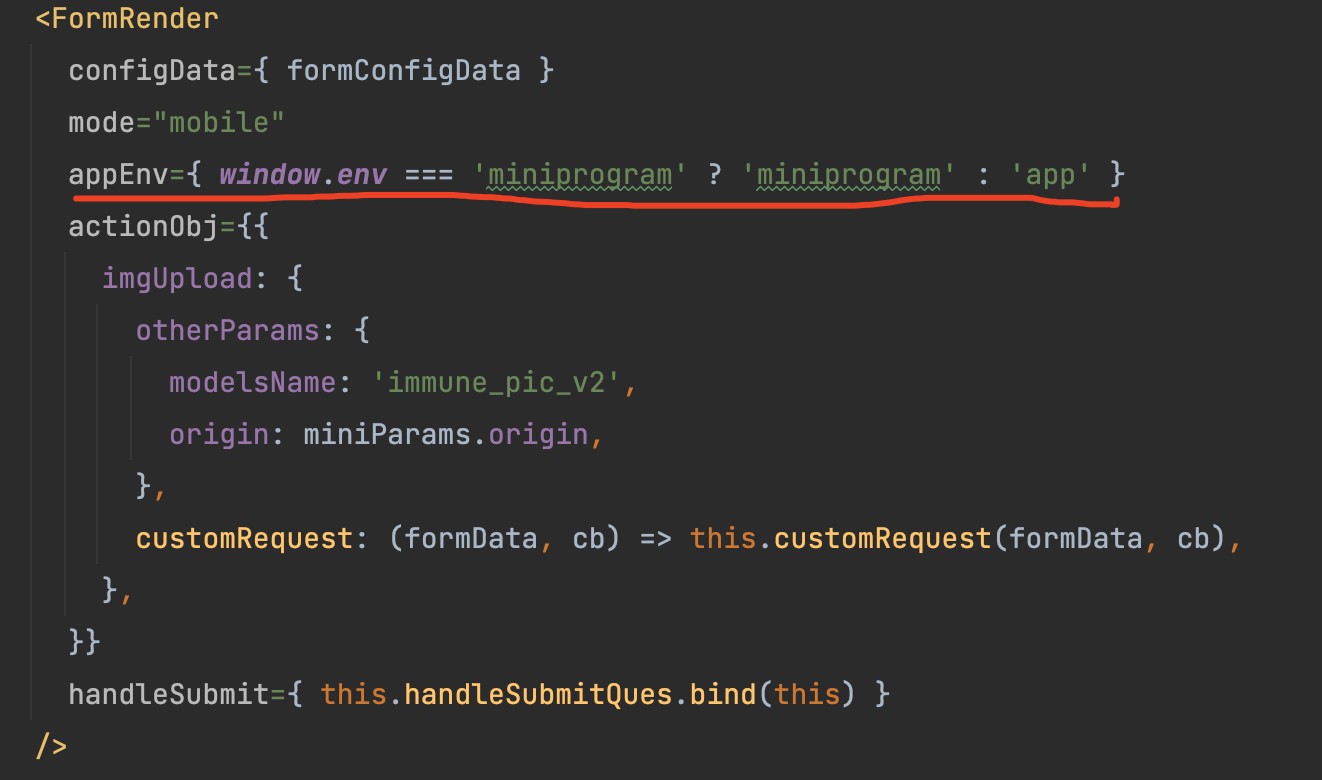 <FormRender
configData={ formConfigData }
mode="mobile"
appEnv={ window.env === 'miniprogram' ? 'miniprogram' : 'app' }
actionObj={{
imgUpload: {
otherParams: {
modelsName: 'immune_pic_v2',
origin: miniParams.origin,
},
customRequest: (formData, cb) => this.customRequest(formData, cb),
},
}}
handleSubmit={ this.handleSubmitQues.bind(this) }
/>